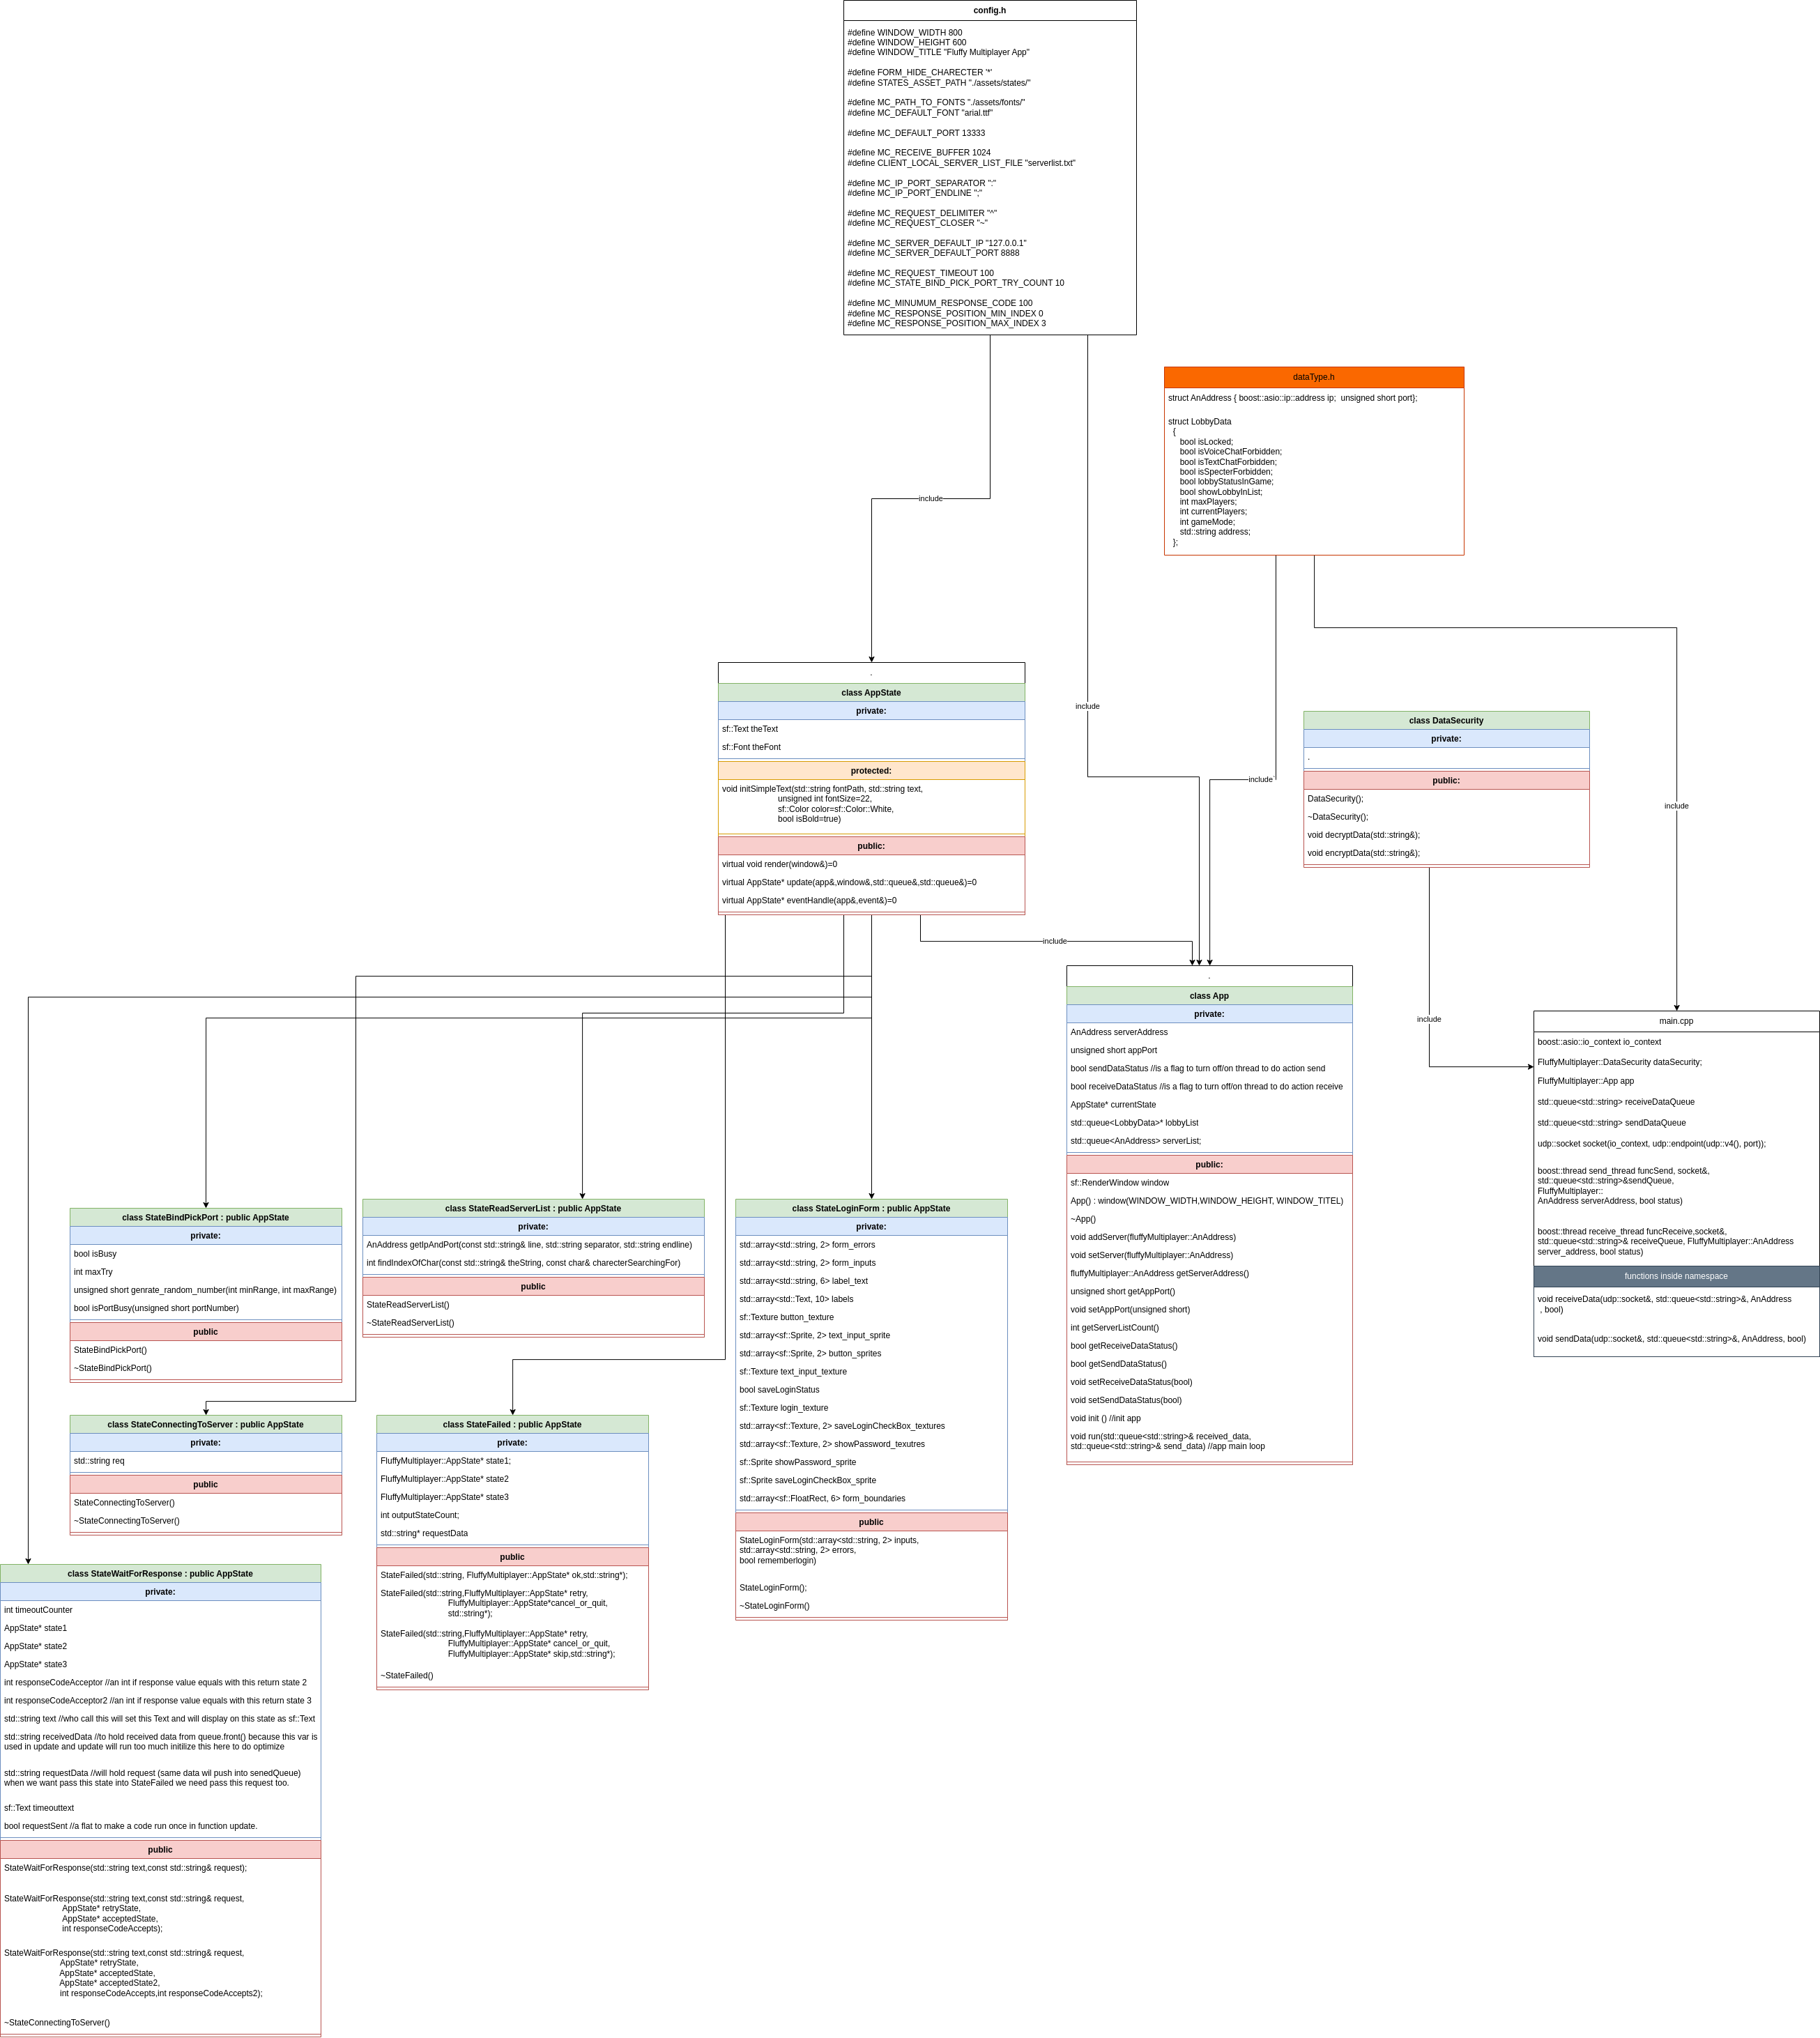 config.h
#define WINDOW_WIDTH 800
#define WINDOW_HEIGHT 600
#define WINDOW_TITLE "Fluffy Multiplayer App"
#define FORM_HIDE_CHARECTER '*'
#define STATES_ASSET_PATH "./assets/states/"
#define MC_PATH_TO_FONTS "./assets/fonts/"
#define MC_DEFAULT_FONT "arial.ttf"
#define MC_DEFAULT_PORT 13333
#define MC_RECEIVE_BUFFER 1024
#define CLIENT_LOCAL_SERVER_LIST_FILE "serverlist.txt"
#define MC_IP_PORT_SEPARATOR ":"
#define MC_IP_PORT_ENDLINE ";"
#define MC_REQUEST_DELIMITER "^"
#define MC_REQUEST_CLOSER "~"
#define MC_SERVER_DEFAULT_IP "127.0.0.1"
#define MC_SERVER_DEFAULT_PORT 8888
#define MC_REQUEST_TIMEOUT 100
#define MC_STATE_BIND_PICK_PORT_TRY_COUNT 10
#define MC_MINUMUM_RESPONSE_CODE 100
#define MC_RESPONSE_POSITION_MIN_INDEX 0
#define MC_RESPONSE_POSITION_MAX_INDEX 3
dataType.h
struct AnAddress { boost::asio::ip::address ip;  unsigned short port};
struct LobbyData
{
bool isLocked;
bool isVoiceChatForbidden;
bool isTextChatForbidden;
bool isSpecterForbidden;
bool lobbyStatusInGame;
bool showLobbyInList;
int maxPlayers;
int currentPlayers;
int gameMode;
std::string address;
};
include
include
include
include
include
include
.
class AppState
private:
sf::Text theText
sf::Font theFont
protected:
void initSimpleText(std::string fontPath, std::string text,
unsigned int fontSize=22,
sf::Color color=sf::Color::White,
bool isBold=true)
public:
virtual void render(window&)=0
virtual AppState* update(app&,window&,std::queue&,std::queue&)=0
virtual AppState* eventHandle(app&,event&)=0
class DataSecurity
private:
.
public:
DataSecurity();
~DataSecurity();
void decryptData(std::string&);
void encryptData(std::string&);
.
class App
private:
AnAddress serverAddress
unsigned short appPort
bool sendDataStatus //is a flag to turn off/on thread to do action send
bool receiveDataStatus //is a flag to turn off/on thread to do action receive
AppState* currentState
std::queue<LobbyData>* lobbyList
std::queue<AnAddress> serverList;
public:
sf::RenderWindow window
App() : window(WINDOW_WIDTH,WINDOW_HEIGHT, WINDOW_TITEL)
~App()
void addServer(fluffyMultiplayer::AnAddress)
void setServer(fluffyMultiplayer::AnAddress)
fluffyMultiplayer::AnAddress getServerAddress()
unsigned short getAppPort()
void setAppPort(unsigned short)
int getServerListCount()
bool getReceiveDataStatus()
bool getSendDataStatus()
void setReceiveDataStatus(bool)
void setSendDataStatus(bool)
void init () //init app
void run(std::queue<std::string>& received_data,
std::queue<std::string>& send_data) //app main loop
main.cpp
boost::asio::io_context io_context
FluffyMultiplayer::DataSecurity dataSecurity;
FluffyMultiplayer::App app
std::queue<std::string> receiveDataQueue
std::queue<std::string> sendDataQueue
udp::socket socket(io_context, udp::endpoint(udp::v4(), port));
boost::thread send_thread funcSend, socket&,
std::queue<std::string>&sendQueue,
FluffyMultiplayer::
AnAddress serverAddress, bool status)
boost::thread receive_thread funcReceive,socket&,
std::queue<std::string>& receiveQueue, FluffyMultiplayer::AnAddress
server_address, bool status)
functions inside namespace
void receiveData(udp::socket&, std::queue<std::string>&, AnAddress
, bool)
void sendData(udp::socket&, std::queue<std::string>&, AnAddress, bool)
class StateBindPickPort : public AppState
private:
bool isBusy
int maxTry
unsigned short genrate_random_number(int minRange, int maxRange)
bool isPortBusy(unsigned short portNumber)
public
StateBindPickPort()
~StateBindPickPort()
class StateReadServerList : public AppState
private:
AnAddress getIpAndPort(const std::string& line, std::string separator, std::string endline)
int findIndexOfChar(const std::string& theString, const char& charecterSearchingFor)
public
StateReadServerList()
~StateReadServerList()
class StateLoginForm : public AppState
private:
std::array<std::string, 2> form_errors
std::array<std::string, 2> form_inputs
std::array<std::string, 6> label_text
std::array<std::Text, 10> labels
sf::Texture button_texture
std::array<sf::Sprite, 2> text_input_sprite
std::array<sf::Sprite, 2> button_sprites
sf::Texture text_input_texture
bool saveLoginStatus
sf::Texture login_texture
std::array<sf::Texture, 2> saveLoginCheckBox_textures
std::array<sf::Texture, 2> showPassword_texutres
sf::Sprite showPassword_sprite
sf::Sprite saveLoginCheckBox_sprite
std::array<sf::FloatRect, 6> form_boundaries
public
StateLoginForm(std::array<std::string, 2> inputs,
std::array<std::string, 2> errors,
bool rememberlogin)
StateLoginForm();
~StateLoginForm()
class StateConnectingToServer : public AppState
private:
std::string req
public
StateConnectingToServer()
~StateConnectingToServer()
class StateFailed : public AppState
private:
FluffyMultiplayer::AppState* state1;
FluffyMultiplayer::AppState* state2
FluffyMultiplayer::AppState* state3
int outputStateCount;
std::string* requestData
public
StateFailed(std::string, FluffyMultiplayer::AppState* ok,std::string*);
StateFailed(std::string,FluffyMultiplayer::AppState* retry,
FluffyMultiplayer::AppState*cancel_or_quit,
std::string*);
StateFailed(std::string,FluffyMultiplayer::AppState* retry,
FluffyMultiplayer::AppState* cancel_or_quit,
FluffyMultiplayer::AppState* skip,std::string*);
~StateFailed()
class StateWaitForResponse : public AppState
private:
int timeoutCounter
AppState* state1
AppState* state2
AppState* state3
int responseCodeAcceptor //an int if response value equals with this return state 2
int responseCodeAcceptor2 //an int if response value equals with this return state 3
std::string text //who call this will set this Text and will display on this state as sf::Text
std::string receivedData //to hold received data from queue.front() because this var is
used in update and update will run too much initilize this here to do optimize
std::string requestData //will hold request (same data wil push into senedQueue)
when we want pass this state into StateFailed we need pass this request too.
sf::Text timeouttext
bool requestSent //a flat to make a code run once in function update.
public
StateWaitForResponse(std::string text,const std::string& request);
StateWaitForResponse(std::string text,const std::string& request,
AppState* retryState,
AppState* acceptedState,
int responseCodeAccepts);
StateWaitForResponse(std::string text,const std::string& request,
AppState* retryState,
AppState* acceptedState,
AppState* acceptedState2,
int responseCodeAccepts,int responseCodeAccepts2);
~StateConnectingToServer()